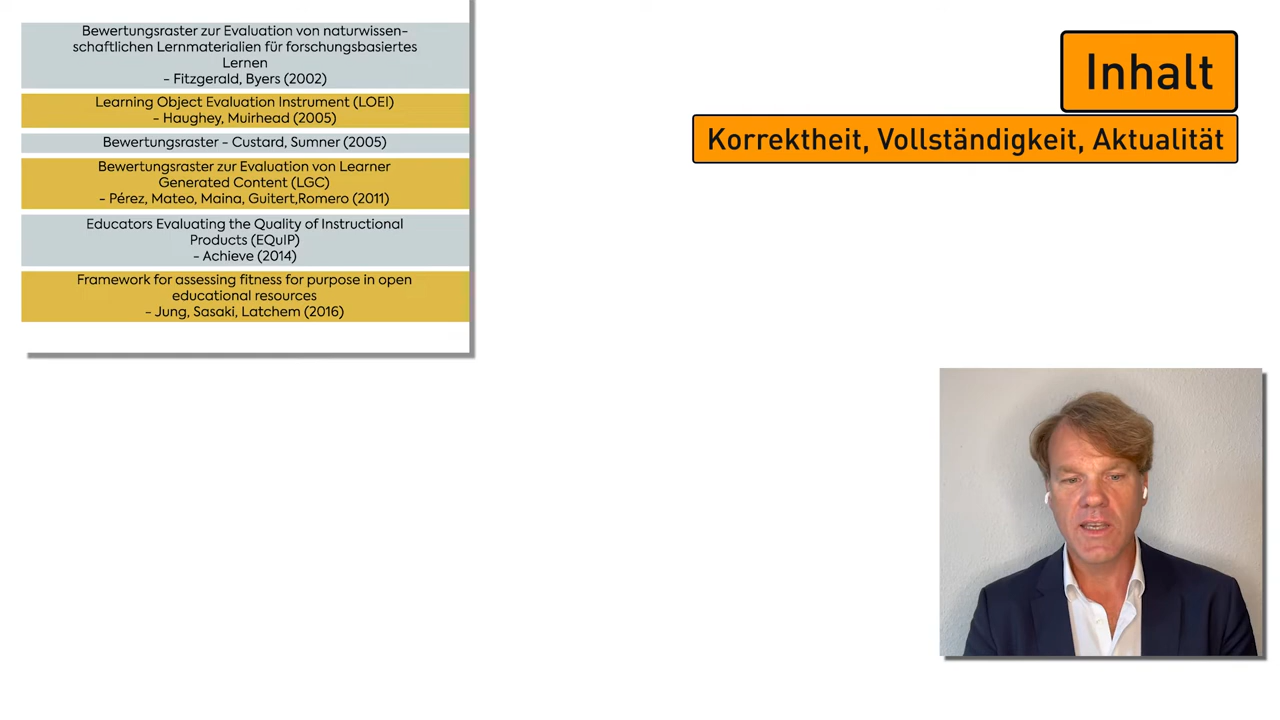 Bewertungsraster zur Evaluation von naturwissen-
schaftlichen Lernmaterialien für forschungsbasiertes
Lernen
- Fitzgerald, Byers (2002)
Learning Object Evaluation Instrument (LOEI)
- Haughey, Muirhead (2005)
Bewertungsraster - Custard, Sumner (2005)
Bewertungsraster zur Evaluation von Learner
Generated Content (LGC)
- Pérez, Mateo, Maina, Guitert,Romero (2011)
Educators Evaluating the Quality of Instructional
Products (EQuIP)
- Achieve (2014)
Framework for assessing fitness for purpose in open
educational resources
- Jung, Sasaki, Latchem (2016)
Inhalt
Korrektheit, Vollständigkeit, Aktualität